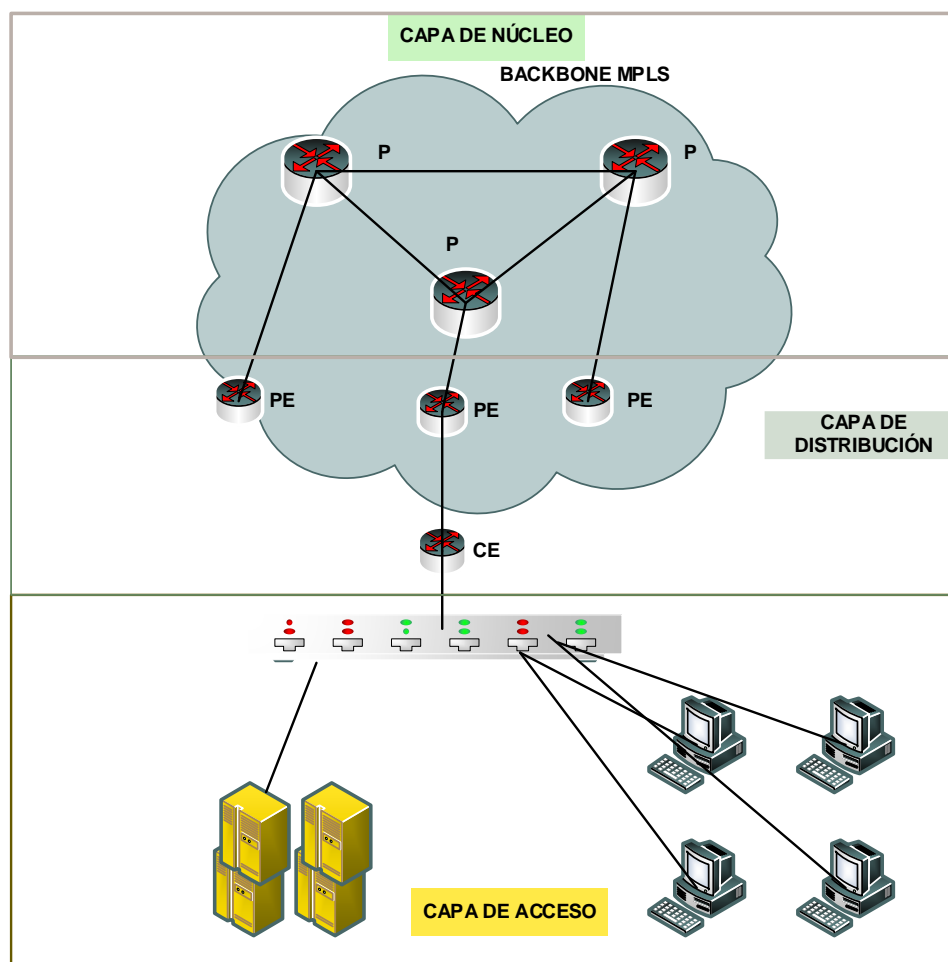 CAPA DE NÚCLEO
BACKBONE MPLS
P
P
P
PE
PE
PE
CAPA DE
DISTRIBUCIÓN
CE
CAPA DE ACCESO